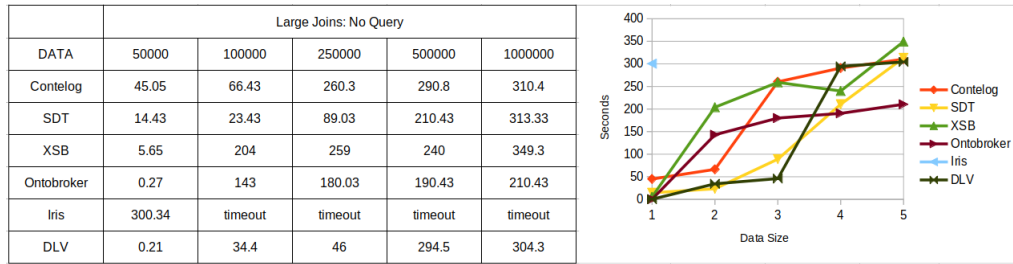 Large Joins: No Query
DATA 50000 100000 250000 500000 1000000
Contelog 45.05 66.43 260.3 290.8 310.4
SDT 14.43 23.43 89.03 210.43 313.33
XSB 5.65 204 259 240 349.3
Ontobroker 0.27 143 180.03 190.43 210.43
Iris 300.34 timeout timeout timeout timeout
DLV 0.21 34.4 46 294.5 304.3
400
350
300
250
200
150
100
50
0
Seconds
1 2 3 4 5
Data Size
Contelog
SDT
XSB
Ontobroker
Iris
DLV